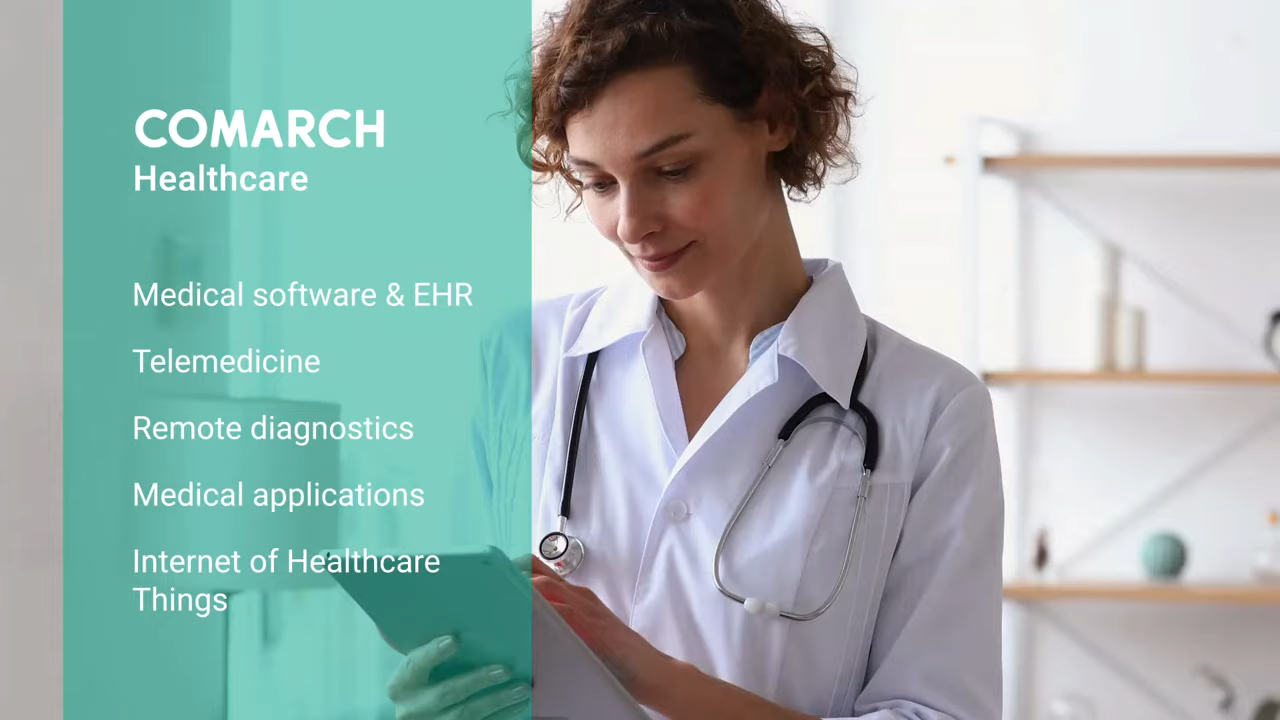 COMARCH
Healthcare
Medical software & EHR
Telemedicine
Remote diagnostics
Medical applications
Internet of Healthcare
Things